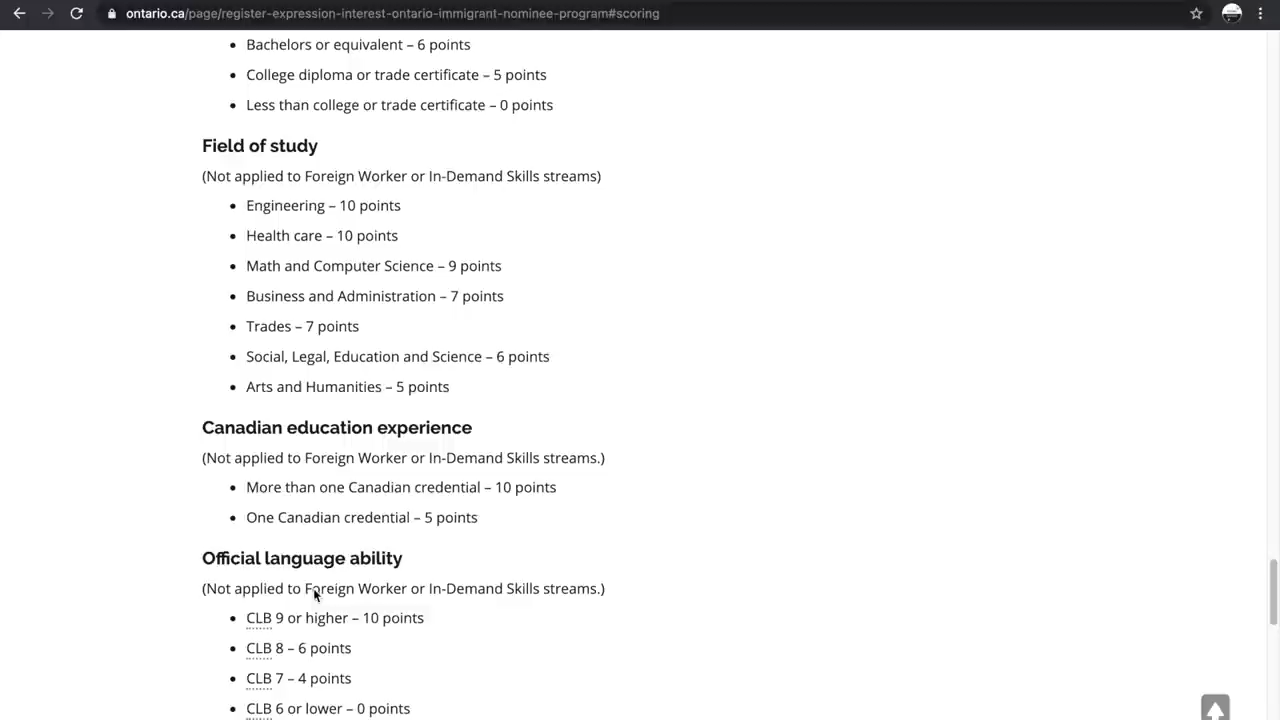 ontario.ca/page/register-expression-interest-ontario-immigrant-nominee-program#scoring
• Bachelors or equivalent – 6 points
• College diploma or trade certificate – 5 points
• Less than college or trade certificate – 0 points
Field of study
(Not applied to Foreign Worker or In-Demand Skills streams)
• Engineering – 10 points
• Health care – 10 points
• Math and Computer Science – 9 points
• Business and Administration – 7 points
• Trades – 7 points
• Social, Legal, Education and Science – 6 points
• Arts and Humanities – 5 points
Canadian education experience
(Not applied to Foreign Worker or In-Demand Skills streams.)
• More than one Canadian credential – 10 points
• One Canadian credential – 5 points
Official language ability
(Not applied to Foreign Worker or In-Demand Skills streams.)
• CLB 9 or higher – 10 points
• CLB 8 – 6 points
• CLB 7 – 4 points
• CLB 6 or lower – 0 points